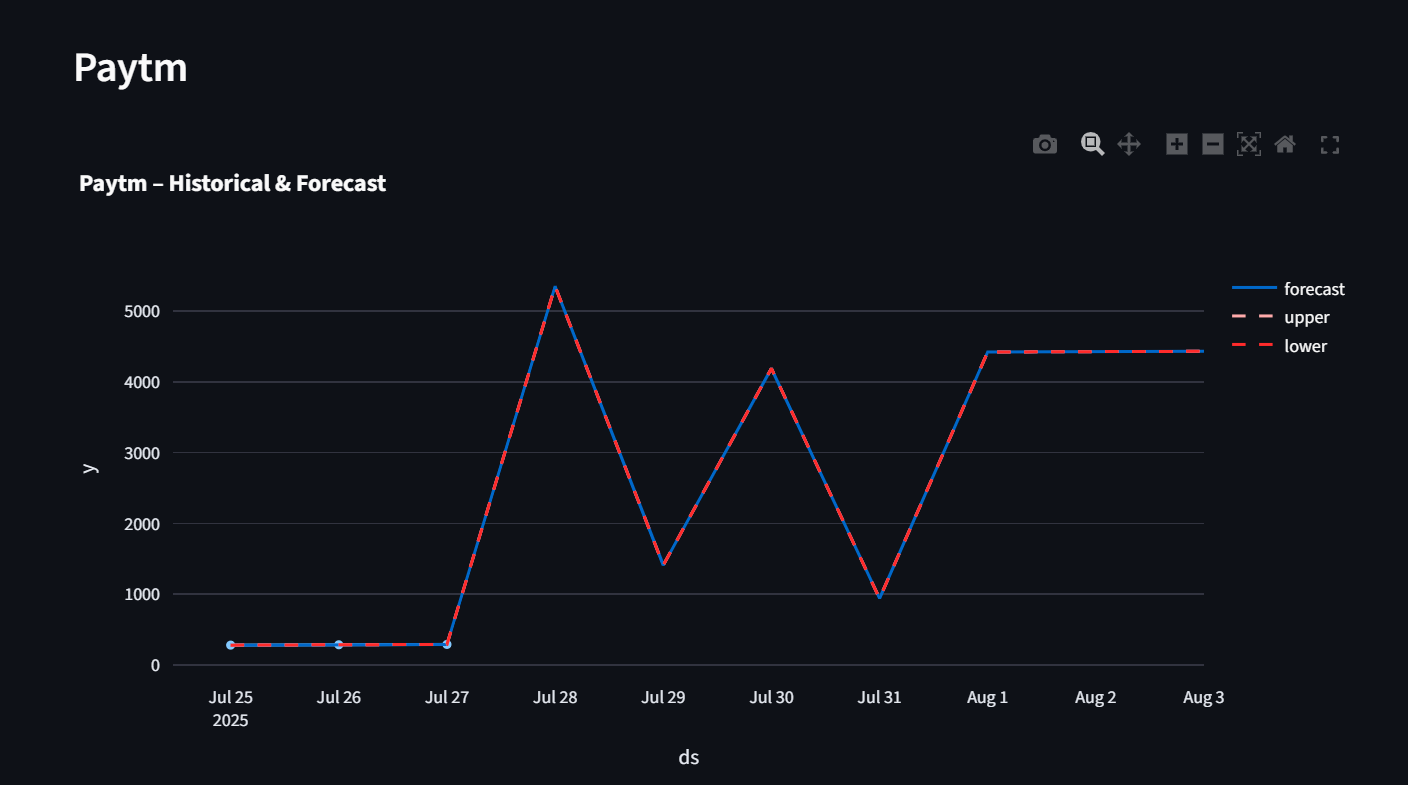 Paytm
Paytm – Historical & Forecast
forecast
upper
lower
5000
4000
3000
2000
1000
0
y
Jul 25 Jul 26 Jul 27 Jul 28 Jul 29 Jul 30 Jul 31 Aug 1 Aug 2 Aug 3
2025
ds